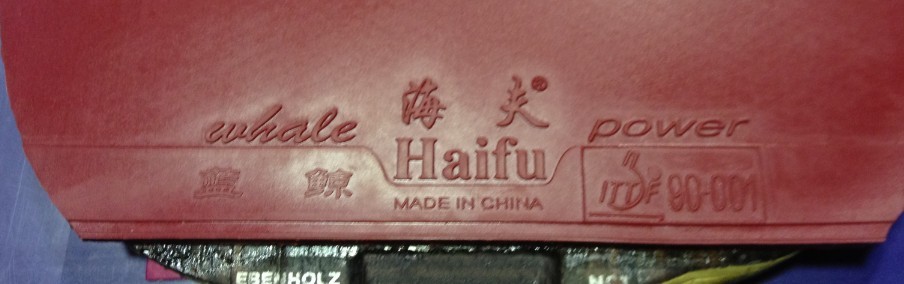 海夫®
whale power
Haifu
藍鯨 ITTF 90-001
MADE IN CHINA
EBENHOLZ